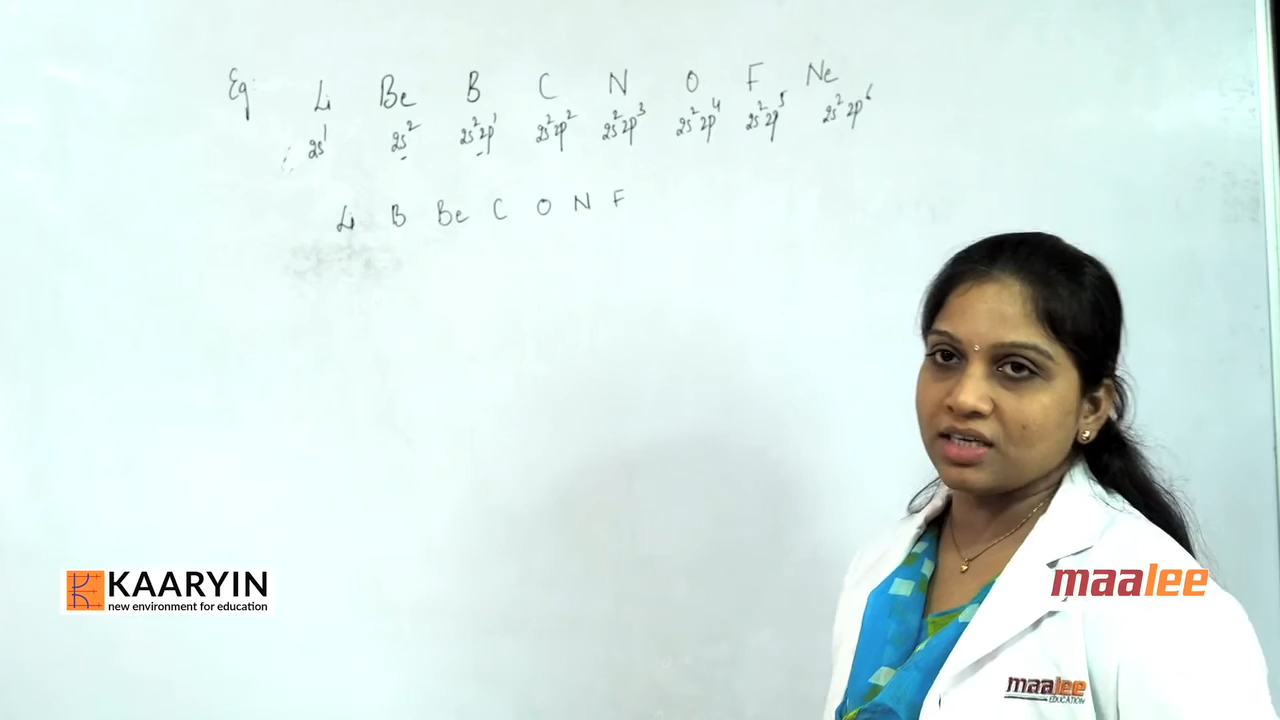 Eg: Li Be B C N O F Ne
2s¹ 2s² 2s²2p¹ 2s²2p² 2s²2p³ 2s²2p⁴ 2s²2p⁵ 2s²2p⁶
Li B Be C O N F
KAARYIN
new environment for education
maalee
maalee
EDUCATION